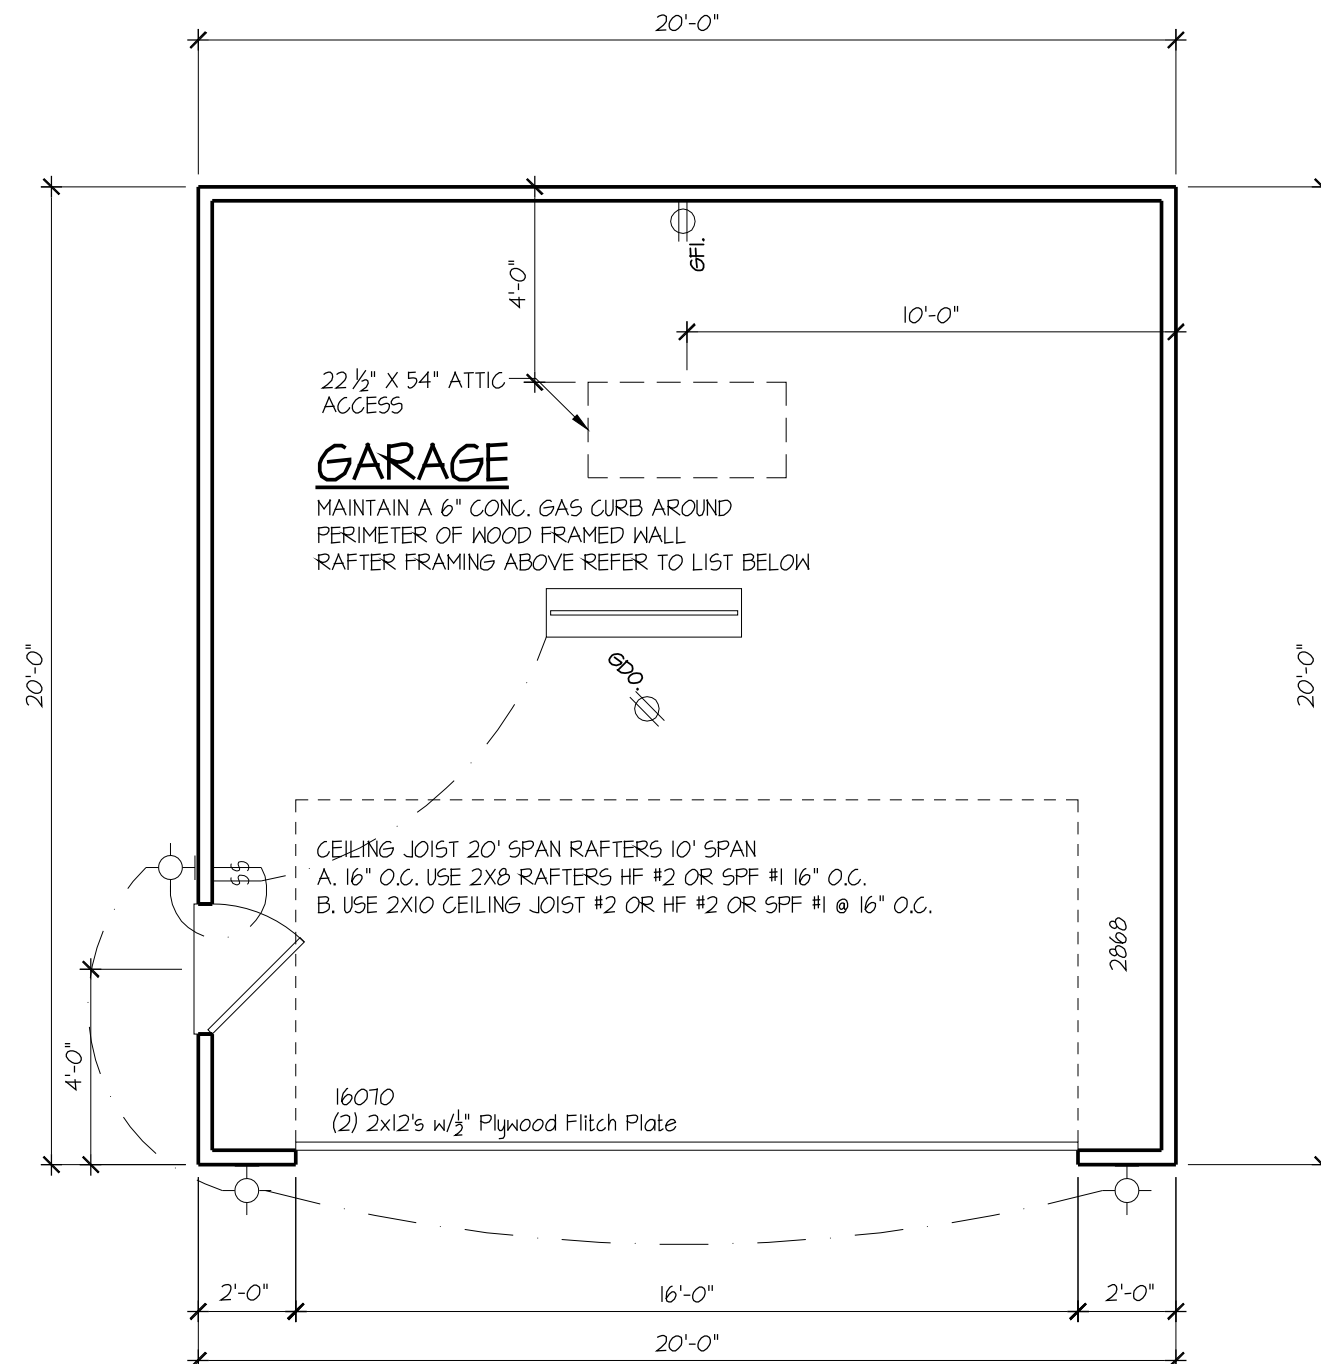 20'-0"
GFI.
4'-0"
10'-0"
22 ½" X 54" ATTIC
ACCESS
GARAGE
MAINTAIN A 6" CONC. GAS CURB AROUND
PERIMETER OF WOOD FRAMED WALL
RAFTER FRAMING ABOVE REFER TO LIST BELOW
GDO.
20'-0"
20'-0"
CEILING JOIST 20' SPAN RAFTERS 10' SPAN
A. 16" O.C. USE 2X8 RAFTERS HF #2 OR SPF #1 16" O.C.
B. USE 2X10 CEILING JOIST #2 OR HF #2 OR SPF #1 @ 16" O.C.
$$
2868
4'-0"
16070
(2) 2x12's w/½" Plywood Flitch Plate
2'-0"
16'-0"
2'-0"
20'-0"